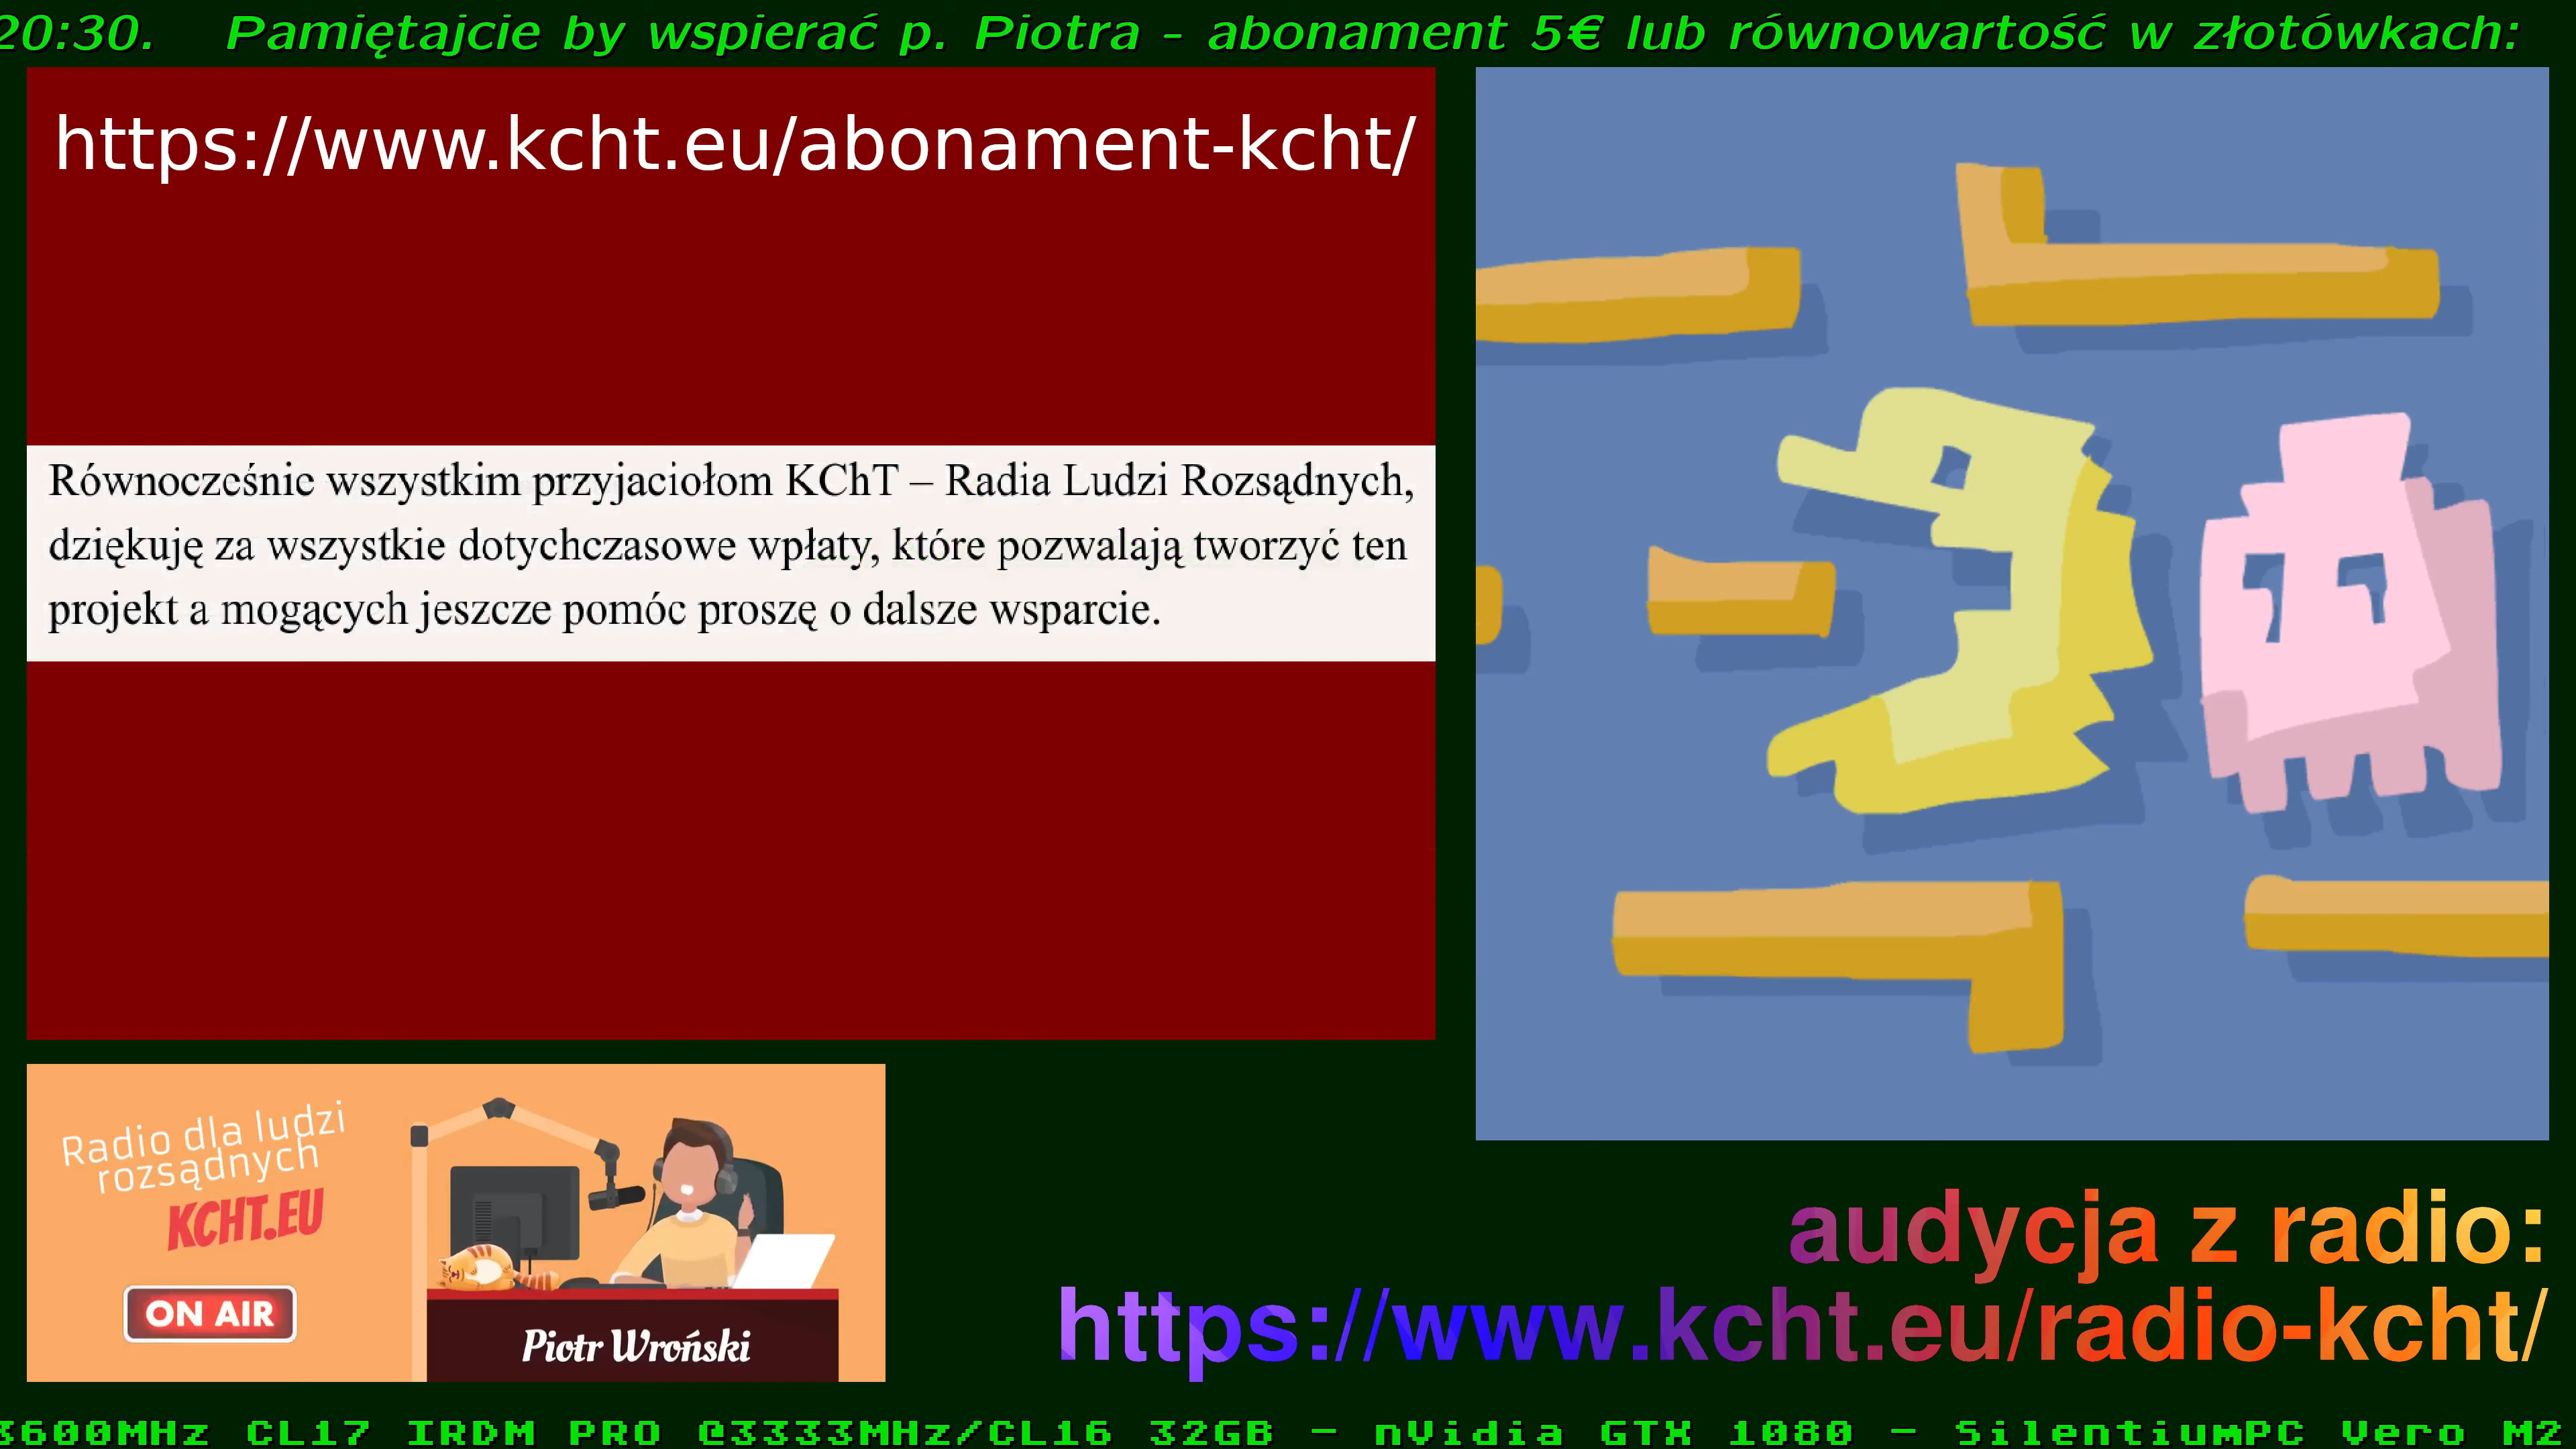 20:30. Pamiętajcie by wspierać p. Piotra - abonament 5€ lub równowartość w złotówkach:
https://www.kcht.eu/abonament-kcht/
Równocześnie wszystkim przyjaciołom KChT – Radia Ludzi Rozsądnych,
dziękuję za wszystkie dotychczasowe wpłaty, które pozwalają tworzyć ten
projekt a mogących jeszcze pomóc proszę o dalsze wsparcie.
Radio dla ludzi
rozsądnych
KCHT.EU
ON AIR
Piotr Wroński
audycja z radio:
https://www.kcht.eu/radio-kcht/
3600MHz CL17 IRDM PRO @3333MHz/CL16 32GB - nVidia GTX 1080 - SilentiumPC Vero M2